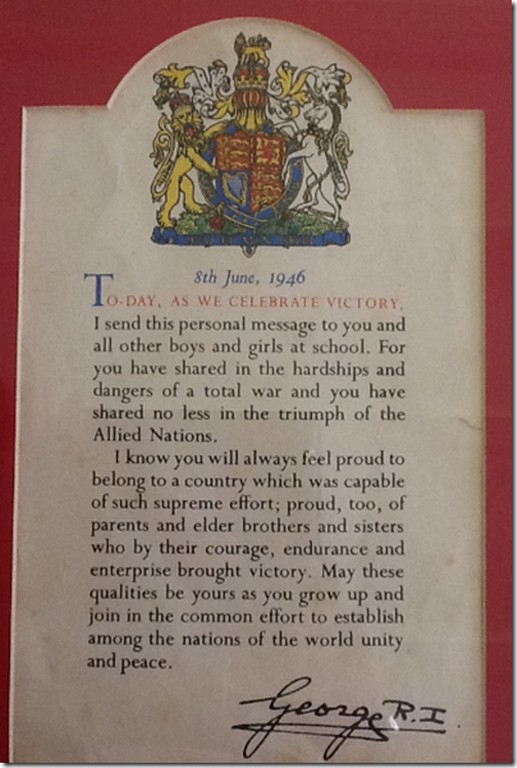 8th June, 1946
TO-DAY, AS WE CELEBRATE VICTORY,
I send this personal message to you and
all other boys and girls at school. For
you have shared in the hardships and
dangers of a total war and you have
shared no less in the triumph of the
Allied Nations.
I know you will always feel proud to
belong to a country which was capable
of such supreme effort; proud, too, of
parents and elder brothers and sisters
who by their courage, endurance and
enterprise brought victory. May these
qualities be yours as you grow up and
join in the common effort to establish
among the nations of the world unity
and peace.
George R.I.